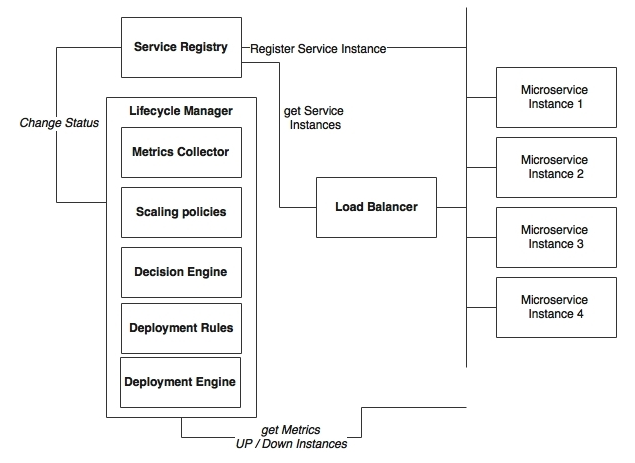 Service Registry
Register Service Instance
Change Status
Lifecycle Manager
Metrics Collector
Scaling policies
Decision Engine
Deployment Rules
Deployment Engine
get Service
Instances
Load Balancer
Microservice
Instance 1
Microservice
Instance 2
Microservice
Instance 3
Microservice
Instance 4
get Metrics
UP / Down Instances